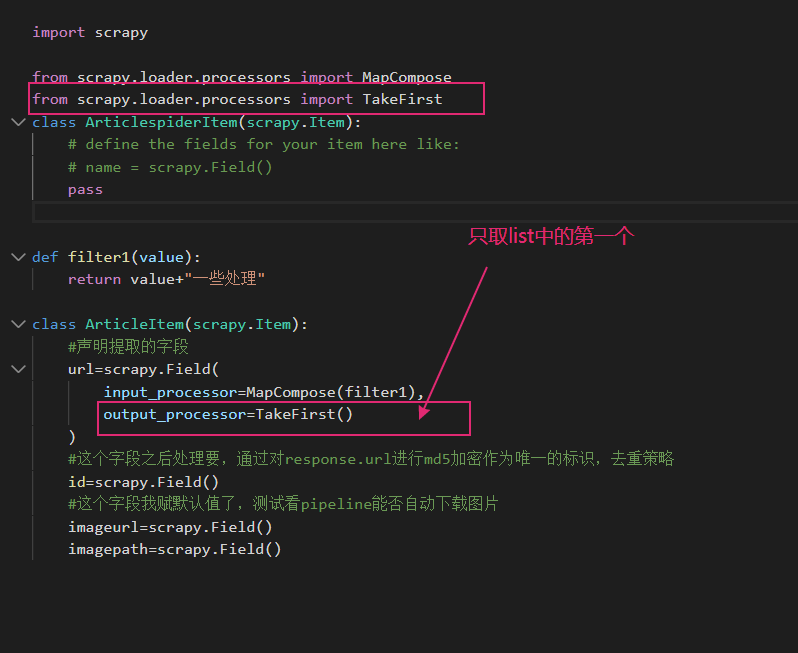 import scrapy
from scrapy.loader.processors import MapCompose
from scrapy.loader.processors import TakeFirst
class ArticlespiderItem(scrapy.Item):
# define the fields for your item here like:
# name = scrapy.Field()
pass
只取list中的第一个
def filter1(value):
return value+"一些处理"
class ArticleItem(scrapy.Item):
#声明提取的字段
url=scrapy.Field(
input_processor=MapCompose(filter1),
output_processor=TakeFirst()
)
#这个字段之后处理要，通过对response.url进行md5加密作为唯一的标识，去重策略
id=scrapy.Field()
#这个字段我赋默认值了，测试看pipeline能否自动下载图片
imageurl=scrapy.Field()
imagepath=scrapy.Field()